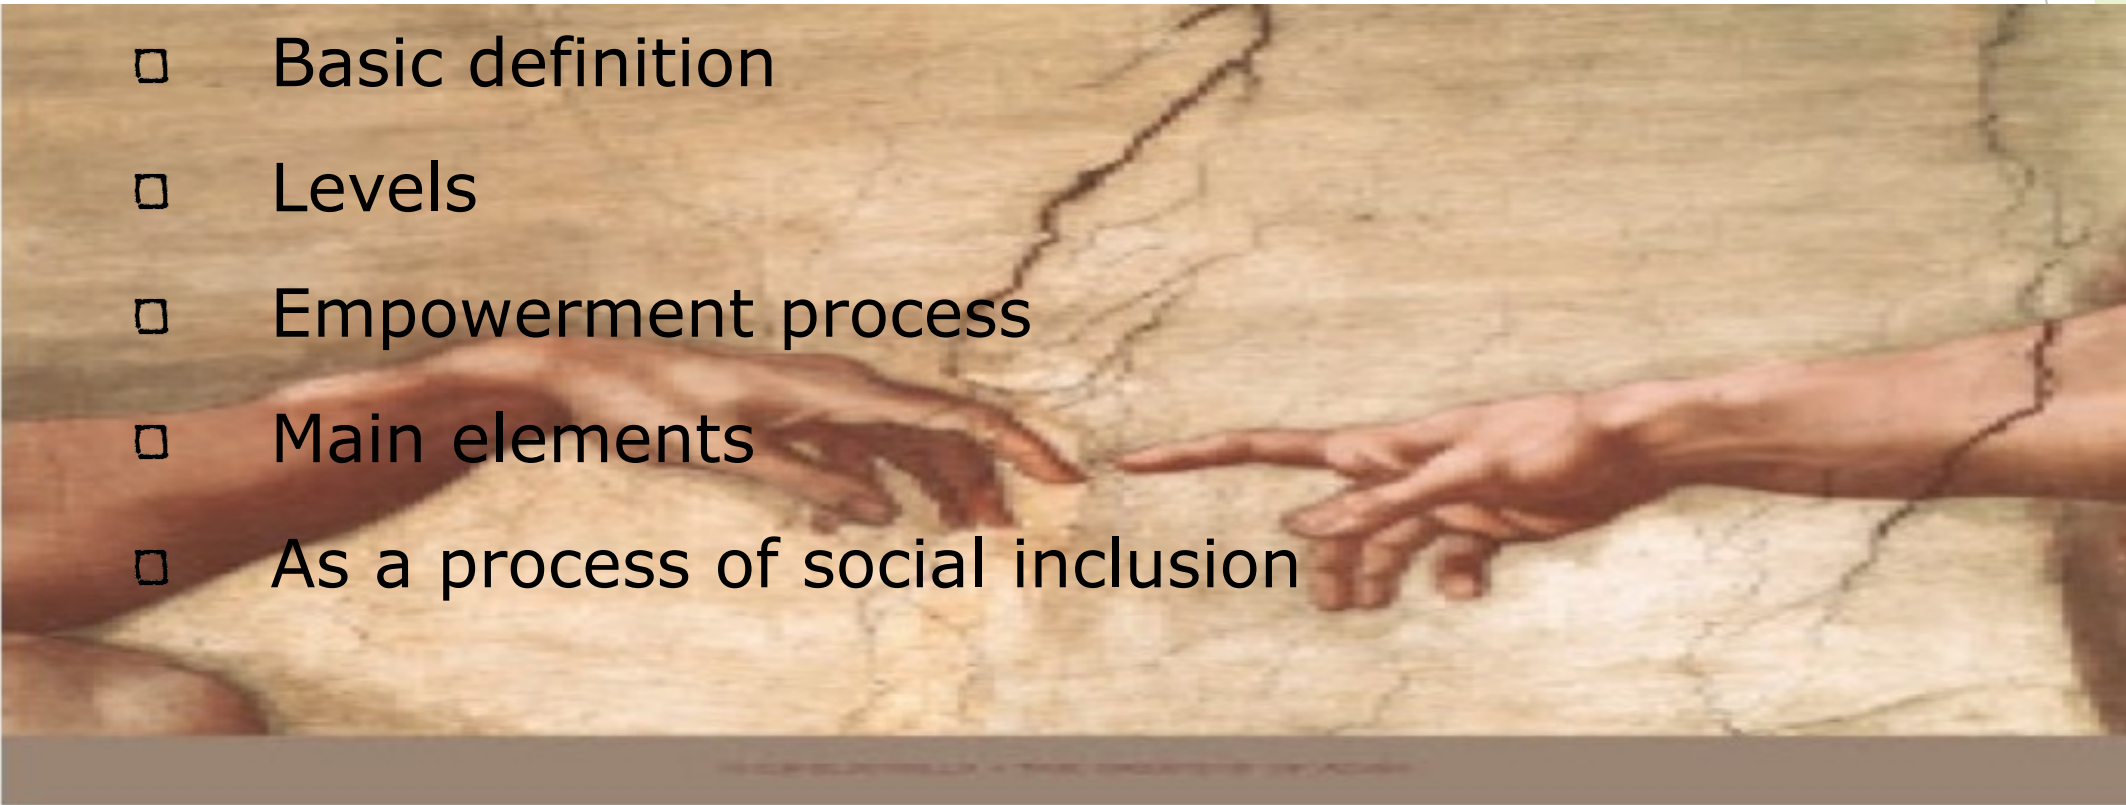 Basic definition
Levels
Empowerment process
Main elements
As a process of social inclusion